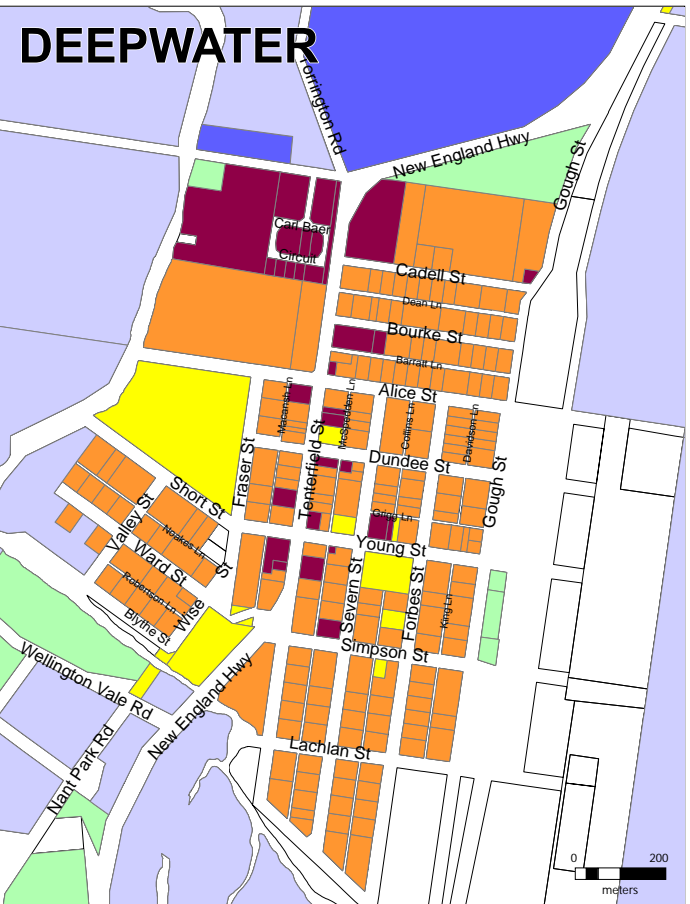 DEEPWATER
Torrington Rd
New England Hwy
Gough St
Carl Baer
Circuit
Cadell St
Dean Ln
Bourke St
Barratt Ln
Alice St
Macansh Ln
McSpeeden Ln
Collins Ln
Davidson Ln
Fraser St
Tenterfield St
Dundee St
Gough St
Short St
Valley St
Noakes Ln
Grigg Ln
Young St
Ward St
Wise St
Robertson Ln
Blythe St
Severn St
Forbes St
King Ln
Simpson St
Wellington Vale Rd
New England Hwy
Nant Park Rd
Lachlan St
0 200
meters